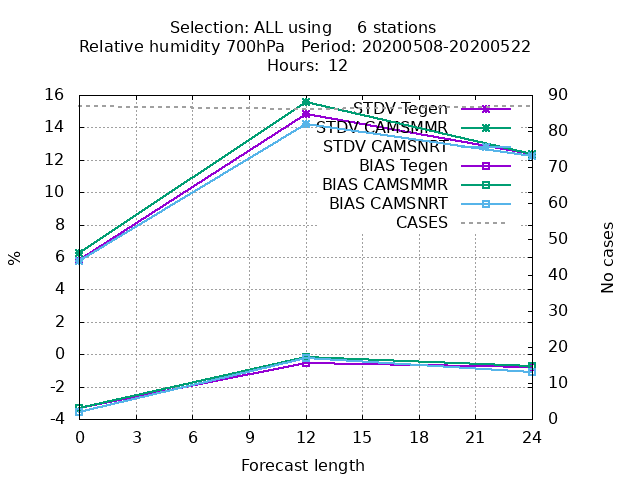 Selection: ALL using 6 stations
Relative humidity 700hPa Period: 20200508-20200522
Hours: 12
16
14
12
10
8
6
4
2
0
-2
-4
%
90
80
70
60
50
40
30
20
10
0
No cases
STDV Tegen
STDV CAMSMMR
STDV CAMSNRT
BIAS Tegen
BIAS CAMSMMR
BIAS CAMSNRT
CASES
0 3 6 9 12 15 18 21 24
Forecast length